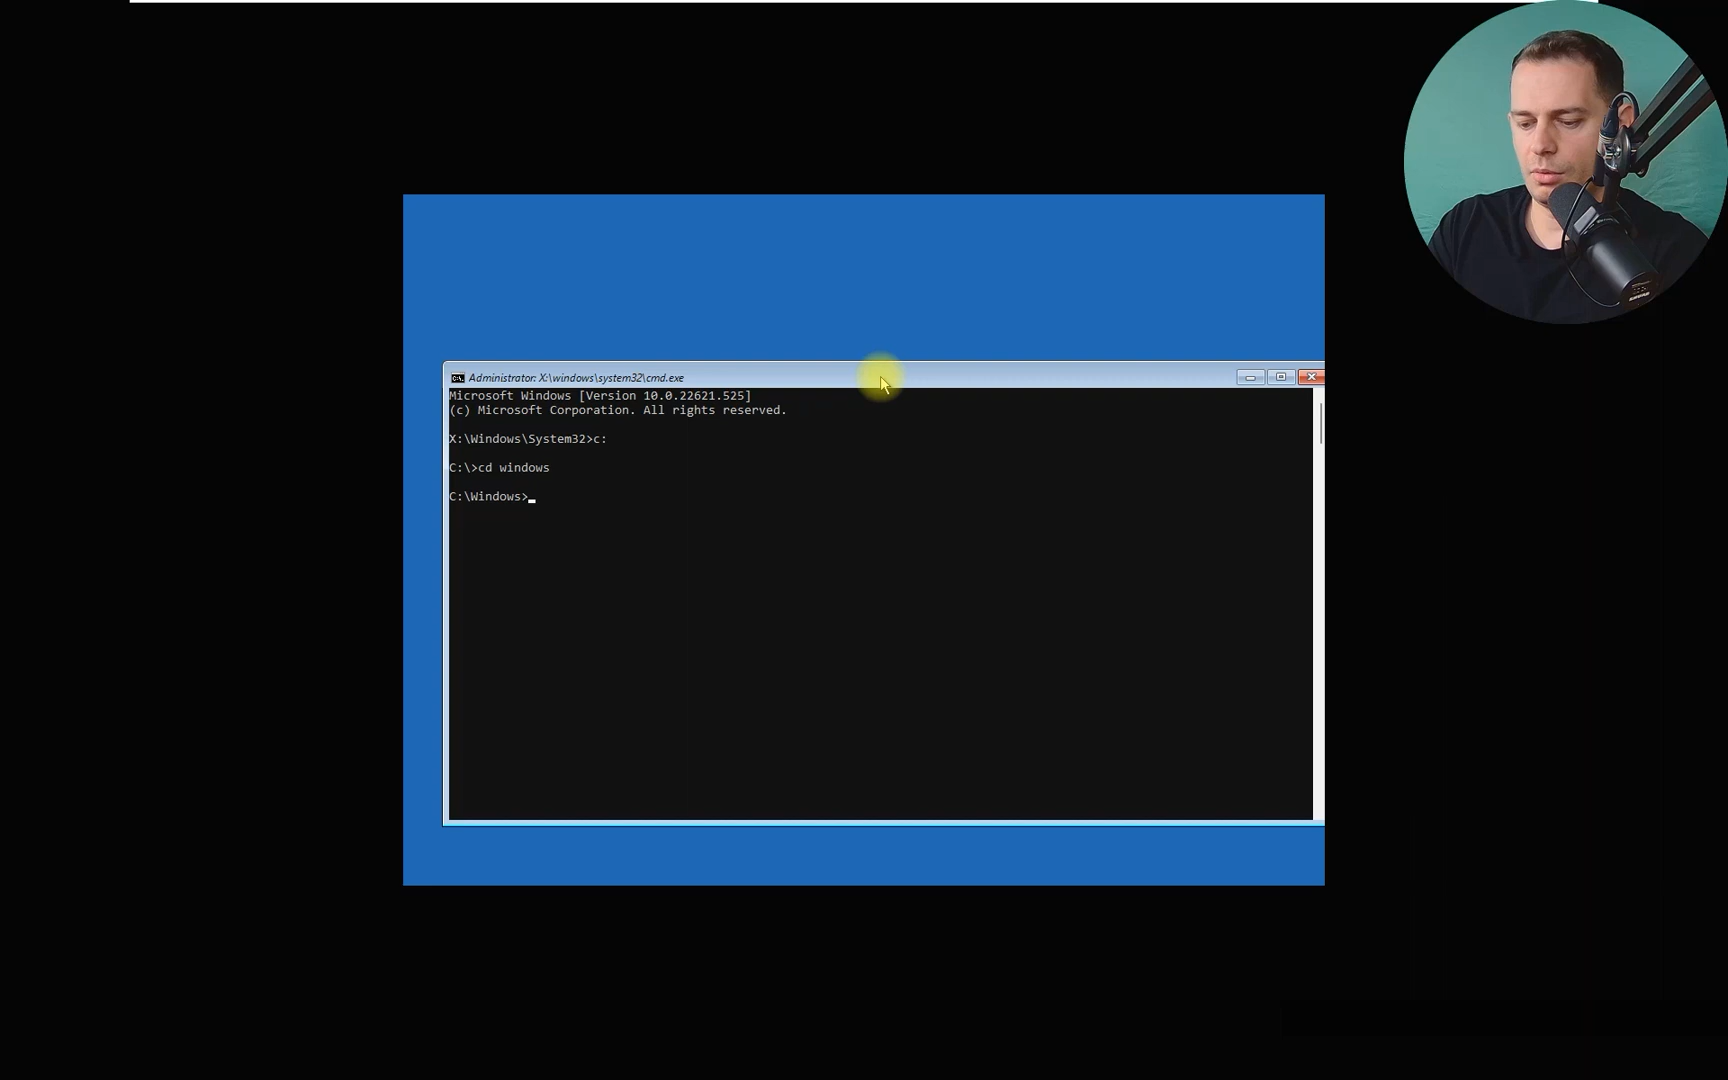 Administrator: X:\windows\system32\cmd.exe
Microsoft Windows [Version 10.0.22621.525]
(c) Microsoft Corporation. All rights reserved.
X:\Windows\System32>c:
C:\>cd windows
C:\Windows>